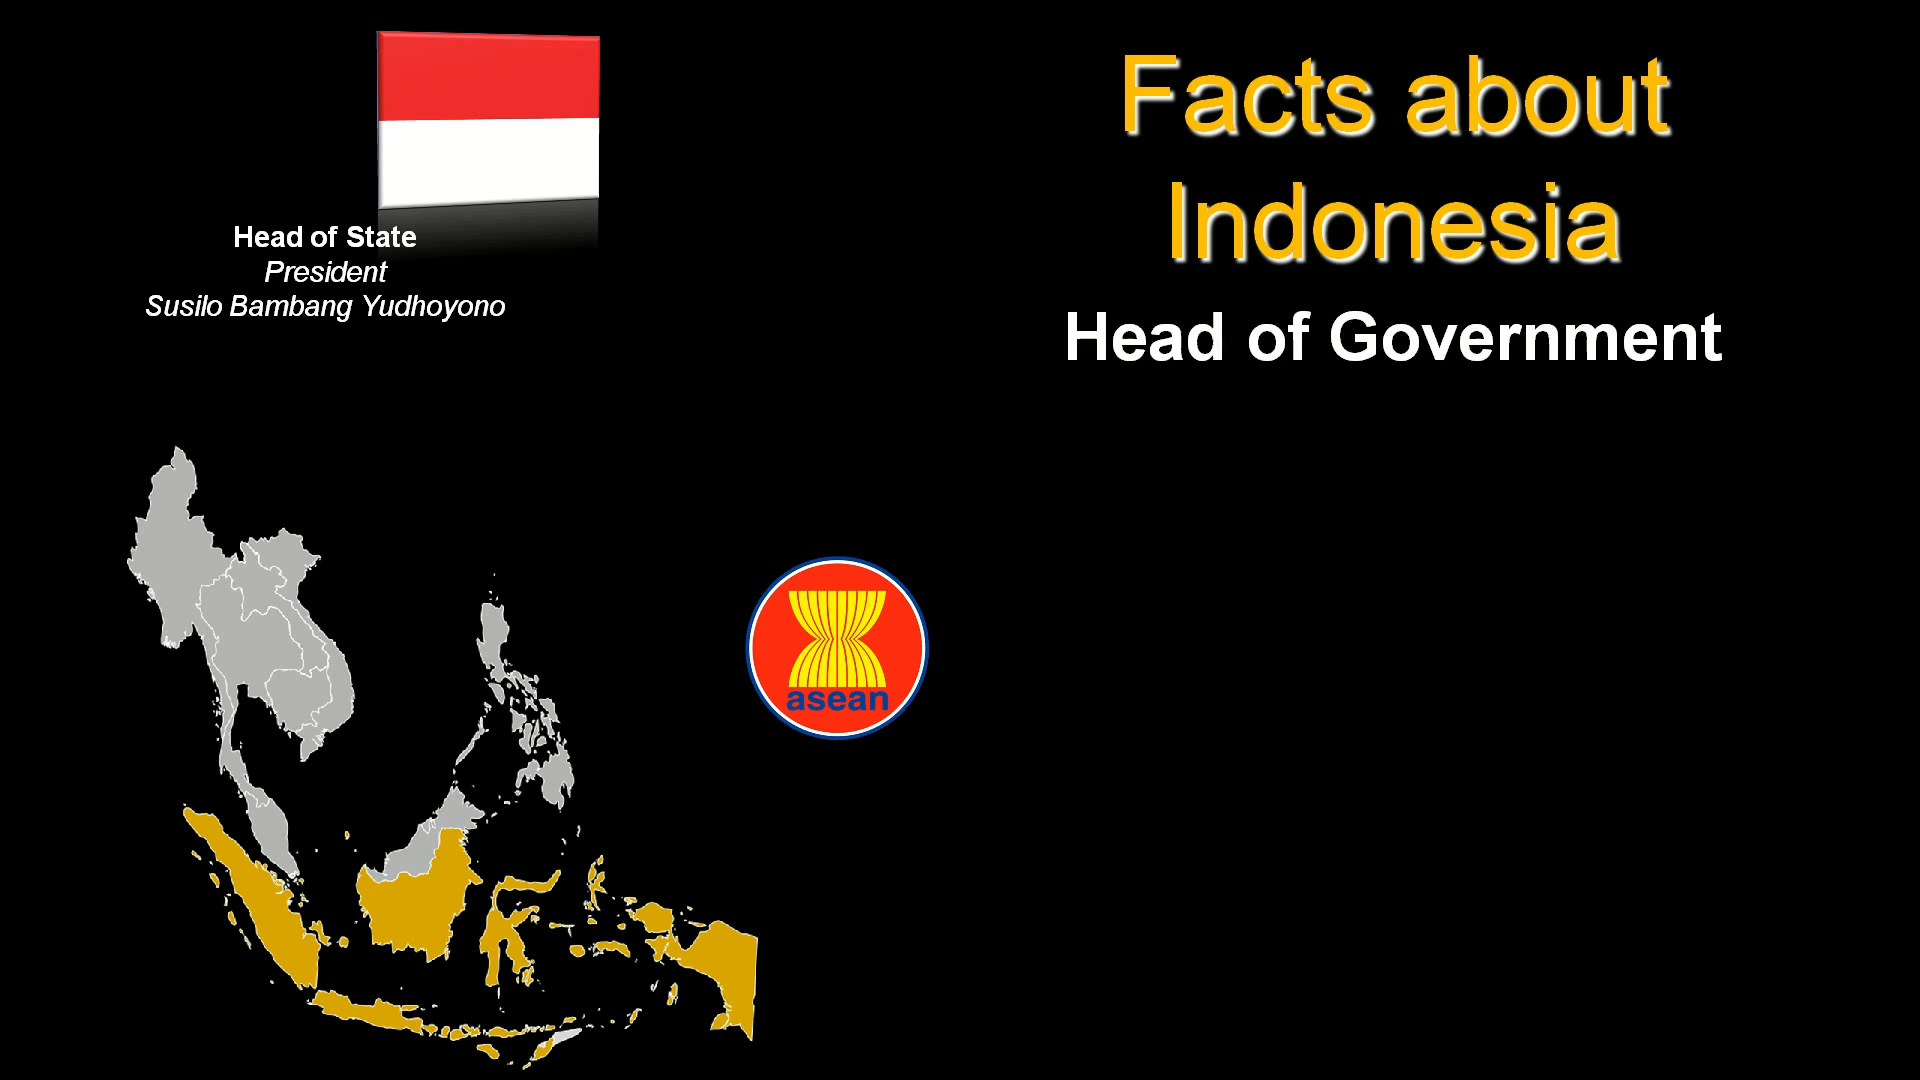 Facts about
Indonesia
Head of Government
Head of State
President
Susilo Bambang Yudhoyono
asean